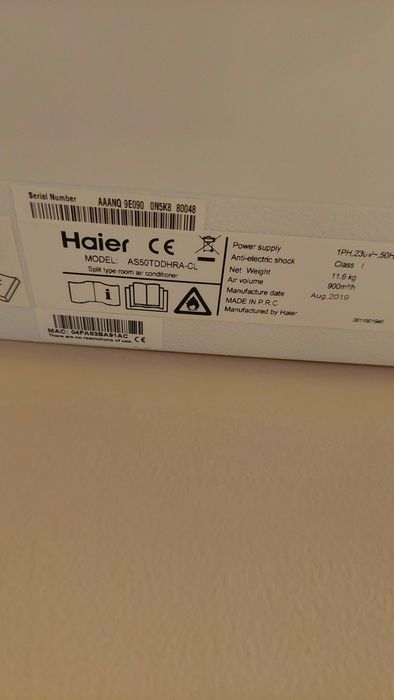 Serial Number AAANQ 9E090 0N5K8 80048
Haier CE
MODEL: AS50TDDHRA-CL
Split type room air conditioner
Power supply 1PH,230V~,50H
Anti-electric shock Class I
Net Weight 11.6 kg
Air volume 900m³/h
Manufacture date Aug.2019
MADE IN P.R.C
Manufactured by Haier
MAC: 04FA83BA91AC
There are no restrictions of use. CE